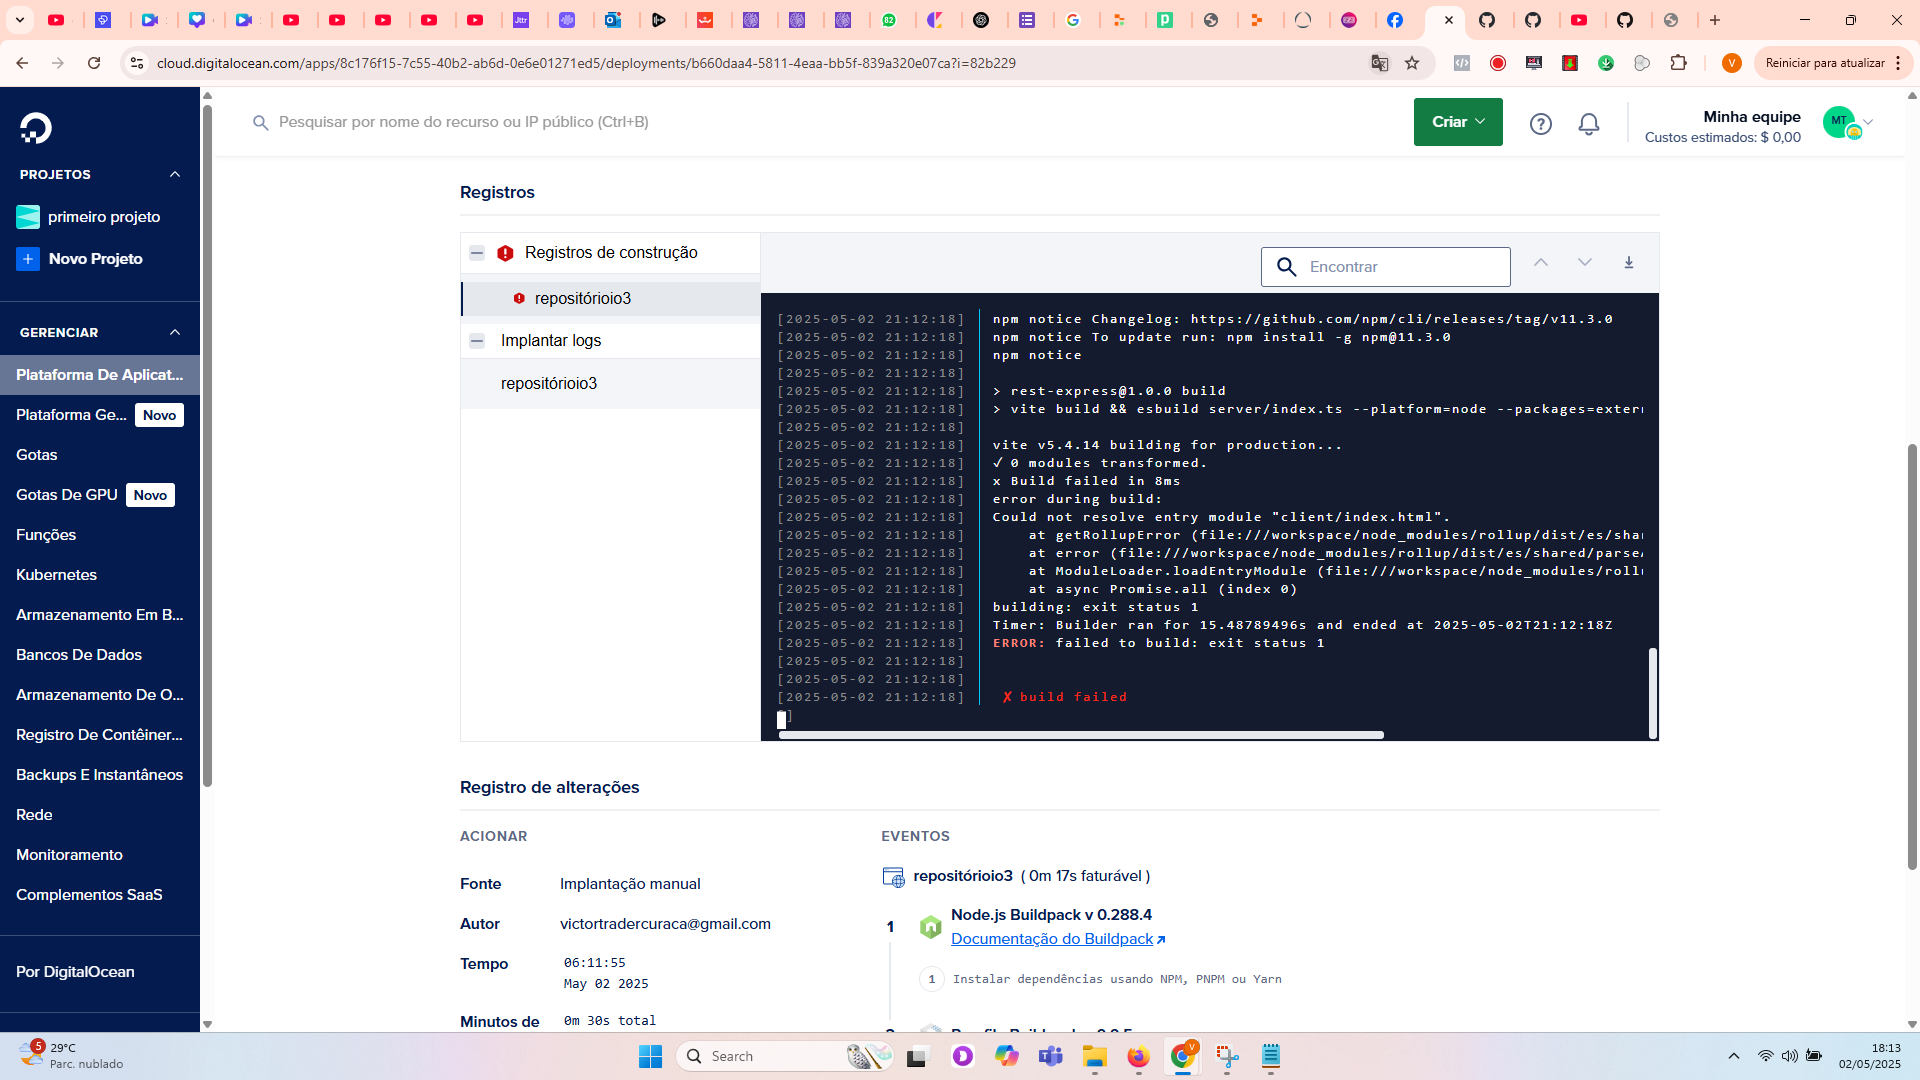 82
cloud.digitalocean.com/apps/8c176f15-7c55-40b2-ab6d-0e6e01271ed5/deployments/b660daa4-5811-4eaa-bb5f-839a320e07ca?i=82b229
V
Reiniciar para atualizar
PROJETOS
primeiro projeto
Novo Projeto
GERENCIAR
Plataforma De Aplicat...
Plataforma Ge... Novo
Gotas
Gotas De GPU Novo
Funções
Kubernetes
Armazenamento Em B...
Bancos De Dados
Armazenamento De O...
Registro De Contêiner...
Backups E Instantâneos
Rede
Monitoramento
Complementos SaaS
Por DigitalOcean
Pesquisar por nome do recurso ou IP público (Ctrl+B)
Criar
Minha equipe
Custos estimados: $ 0,00
MT
Registros
Registros de construção
repositórioio3
Implantar logs
repositórioio3
Encontrar
[2025-05-02 21:12:18] npm notice Changelog: https://github.com/npm/cli/releases/tag/v11.3.0
[2025-05-02 21:12:18] npm notice To update run: npm install -g npm@11.3.0
[2025-05-02 21:12:18] npm notice
[2025-05-02 21:12:18]
[2025-05-02 21:12:18] > rest-express@1.0.0 build
[2025-05-02 21:12:18] > vite build && esbuild server/index.ts --platform=node --packages=extern
[2025-05-02 21:12:18]
[2025-05-02 21:12:18] vite v5.4.14 building for production...
[2025-05-02 21:12:18] ✓ 0 modules transformed.
[2025-05-02 21:12:18] x Build failed in 8ms
[2025-05-02 21:12:18] error during build:
[2025-05-02 21:12:18] Could not resolve entry module "client/index.html".
[2025-05-02 21:12:18] at getRollupError (file:///workspace/node_modules/rollup/dist/es/shar
[2025-05-02 21:12:18] at error (file:///workspace/node_modules/rollup/dist/es/shared/parseA
[2025-05-02 21:12:18] at ModuleLoader.loadEntryModule (file:///workspace/node_modules/rollu
[2025-05-02 21:12:18] at async Promise.all (index 0)
[2025-05-02 21:12:18] building: exit status 1
[2025-05-02 21:12:18] Timer: Builder ran for 15.48789496s and ended at 2025-05-02T21:12:18Z
[2025-05-02 21:12:18] ERROR: failed to build: exit status 1
[2025-05-02 21:12:18]
[2025-05-02 21:12:18]
[2025-05-02 21:12:18] ✗ build failed
]
Registro de alterações
ACIONAR
Fonte Implantação manual
Autor victortradercuraca@gmail.com
Tempo 06:11:55
May 02 2025
Minutos de 0m 30s total
EVENTOS
repositórioio3 ( 0m 17s faturável )
1 Node.js Buildpack v 0.288.4
Documentação do Buildpack
1 Instalar dependências usando NPM, PNPM ou Yarn
5
29°C
Parc. nublado
Search
18:13
02/05/2025